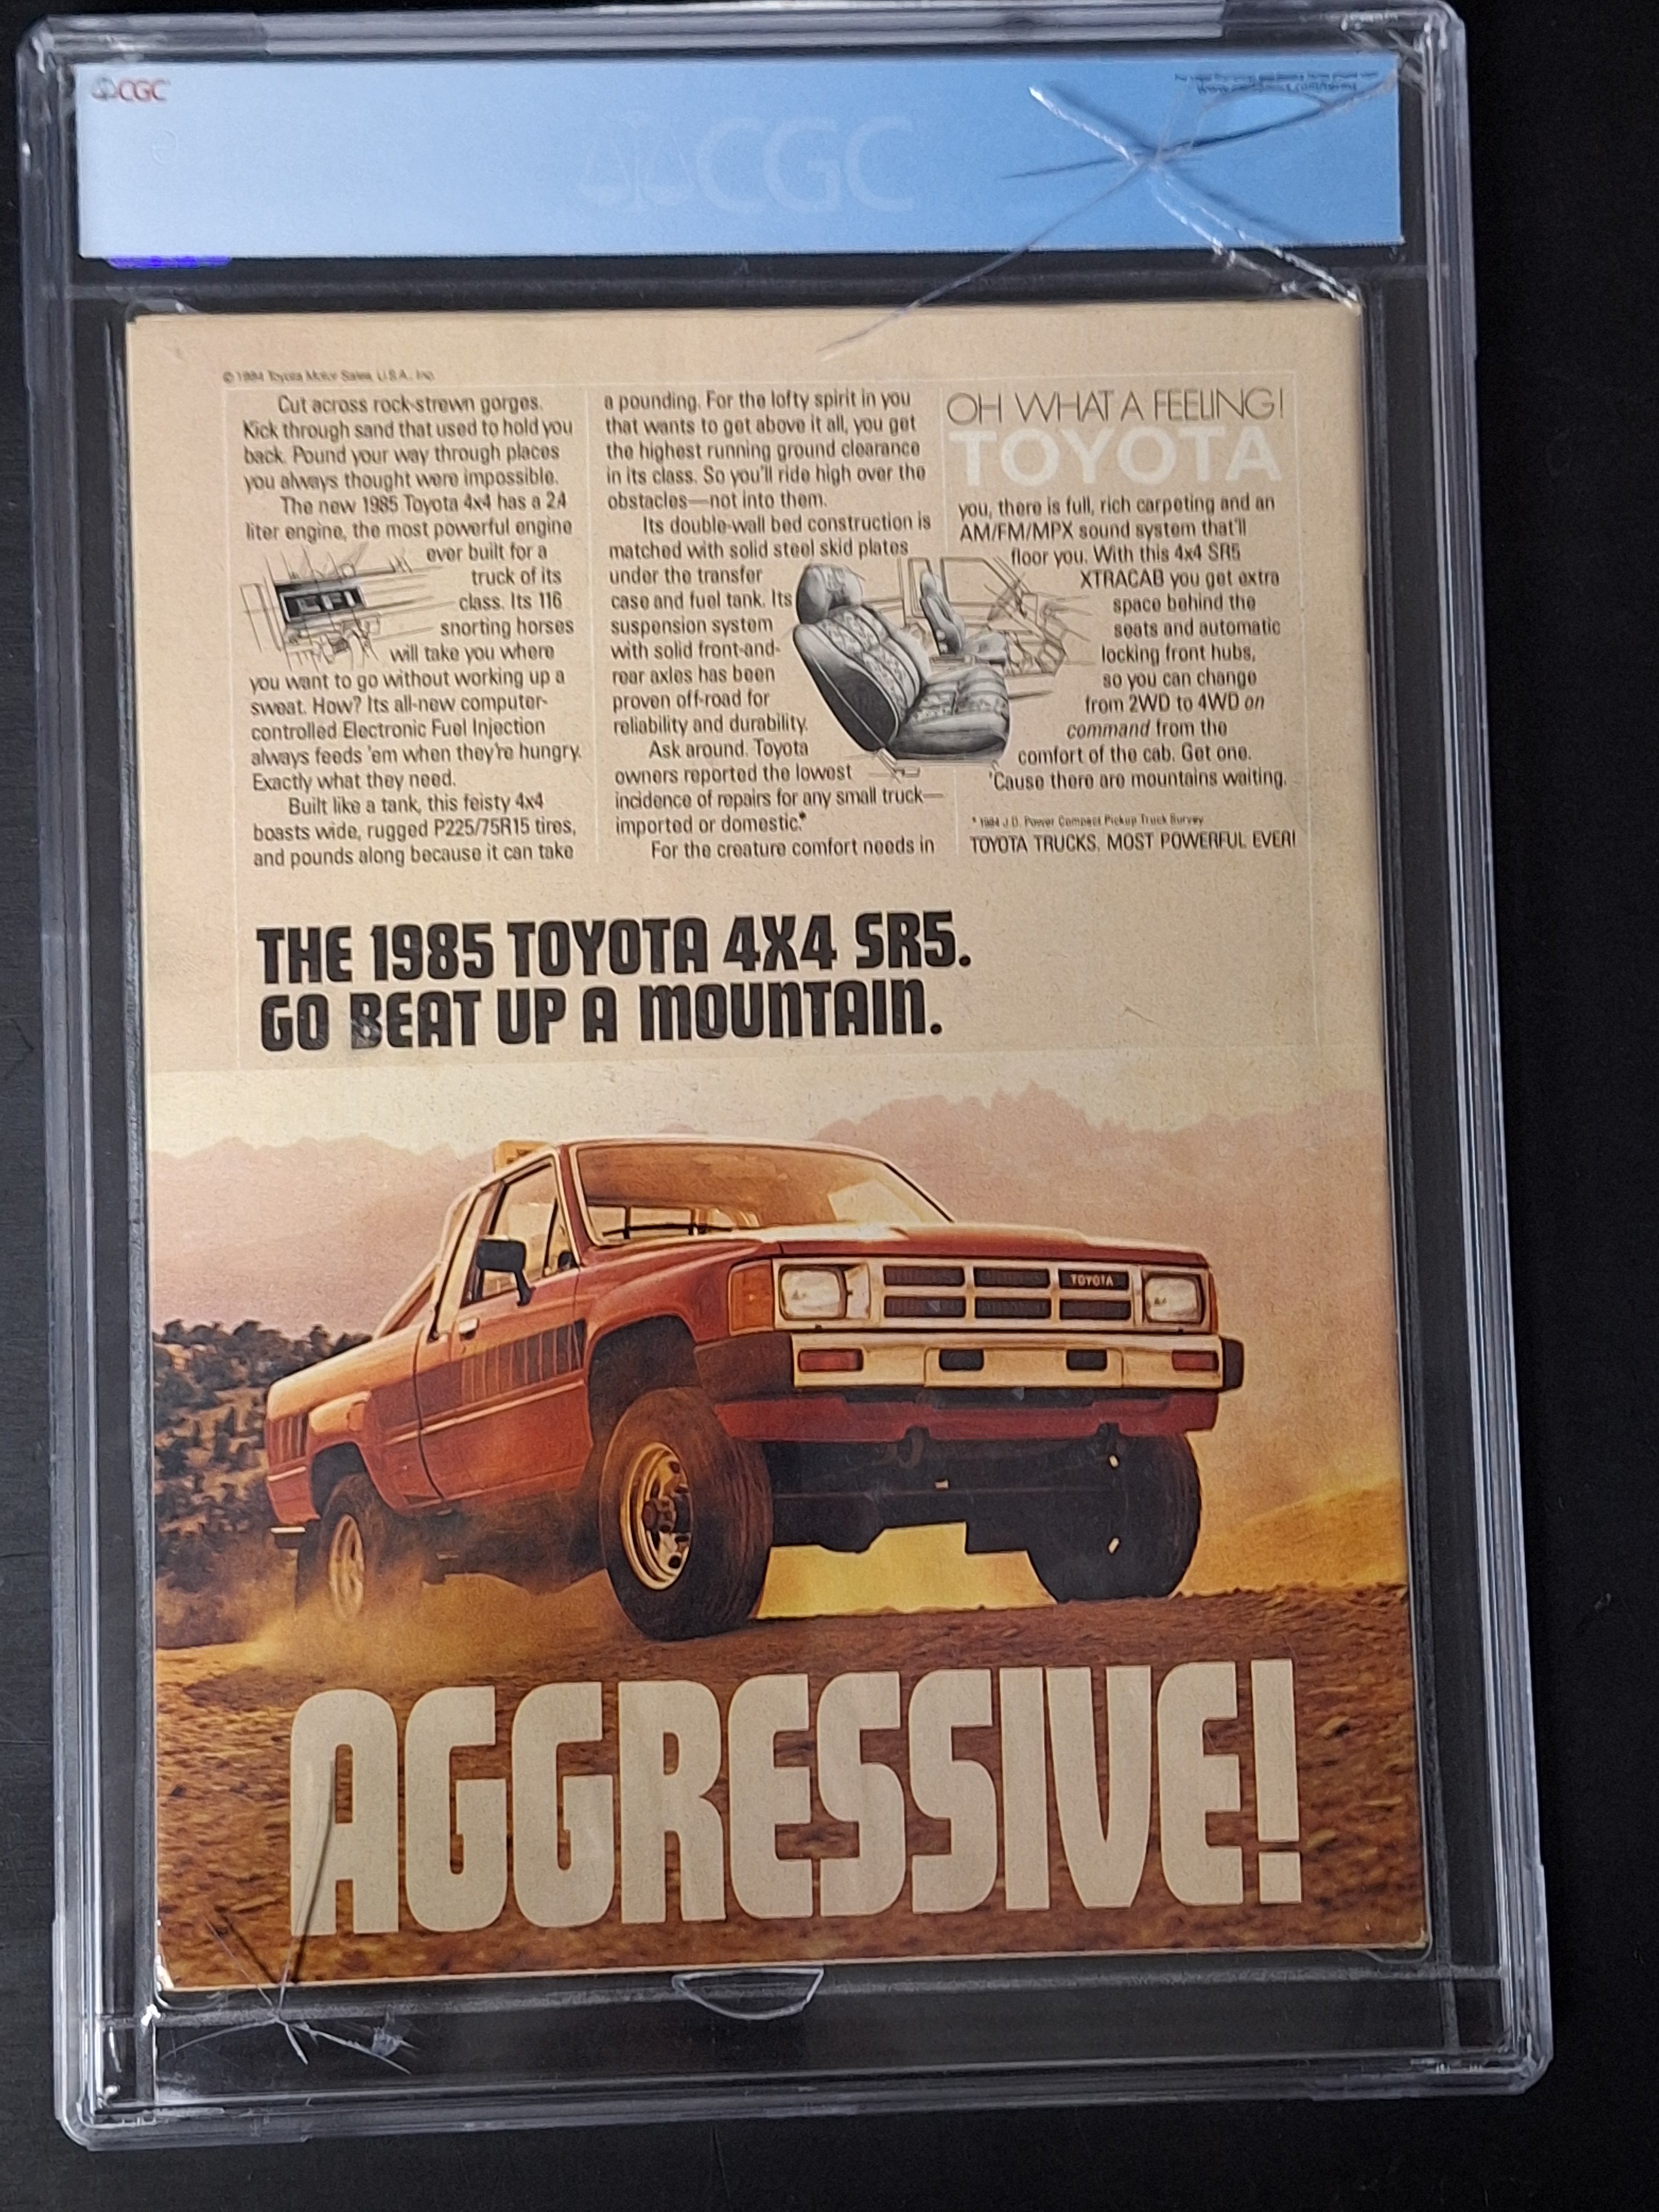 CGC
CGC
© 1984 Toyota Motor Sales, U.S.A., Inc.
Cut across rock-strewn gorges.
Kick through sand that used to hold you
back. Pound your way through places
you always thought were impossible.
The new 1985 Toyota 4x4 has a 2.4
liter engine, the most powerful engine
ever built for a
truck of its
class. Its 116
snorting horses
will take you where
you want to go without working up a
sweat. How? Its all-new computer-
controlled Electronic Fuel Injection
always feeds 'em when they're hungry.
Exactly what they need.
Built like a tank, this feisty 4x4
boasts wide, rugged P225/75R15 tires,
and pounds along because it can take
a pounding. For the lofty spirit in you
that wants to get above it all, you get
the highest running ground clearance
in its class. So you'll ride high over the
obstacles—not into them.
Its double-wall bed construction is
matched with solid steel skid plates
under the transfer
case and fuel tank. Its
suspension system
with solid front-and-
rear axles has been
proven off-road for
reliability and durability.
Ask around. Toyota
owners reported the lowest
incidence of repairs for any small truck—
imported or domestic.*
For the creature comfort needs in
OH WHAT A FEELING!
TOYOTA
you, there is full, rich carpeting and an
AM/FM/MPX sound system that'll
floor you. With this 4x4 SR5
XTRACAB you get extra
space behind the
seats and automatic
locking front hubs,
so you can change
from 2WD to 4WD on
command from the
comfort of the cab. Get one.
'Cause there are mountains waiting.
* 1984 J.D. Power Compact Pickup Truck Survey
TOYOTA TRUCKS. MOST POWERFUL EVER!
EFI
THE 1985 TOYOTA 4X4 SR5.
GO BEAT UP A MOUNTAIN.
TOYOTA
AGGRESSIVE!